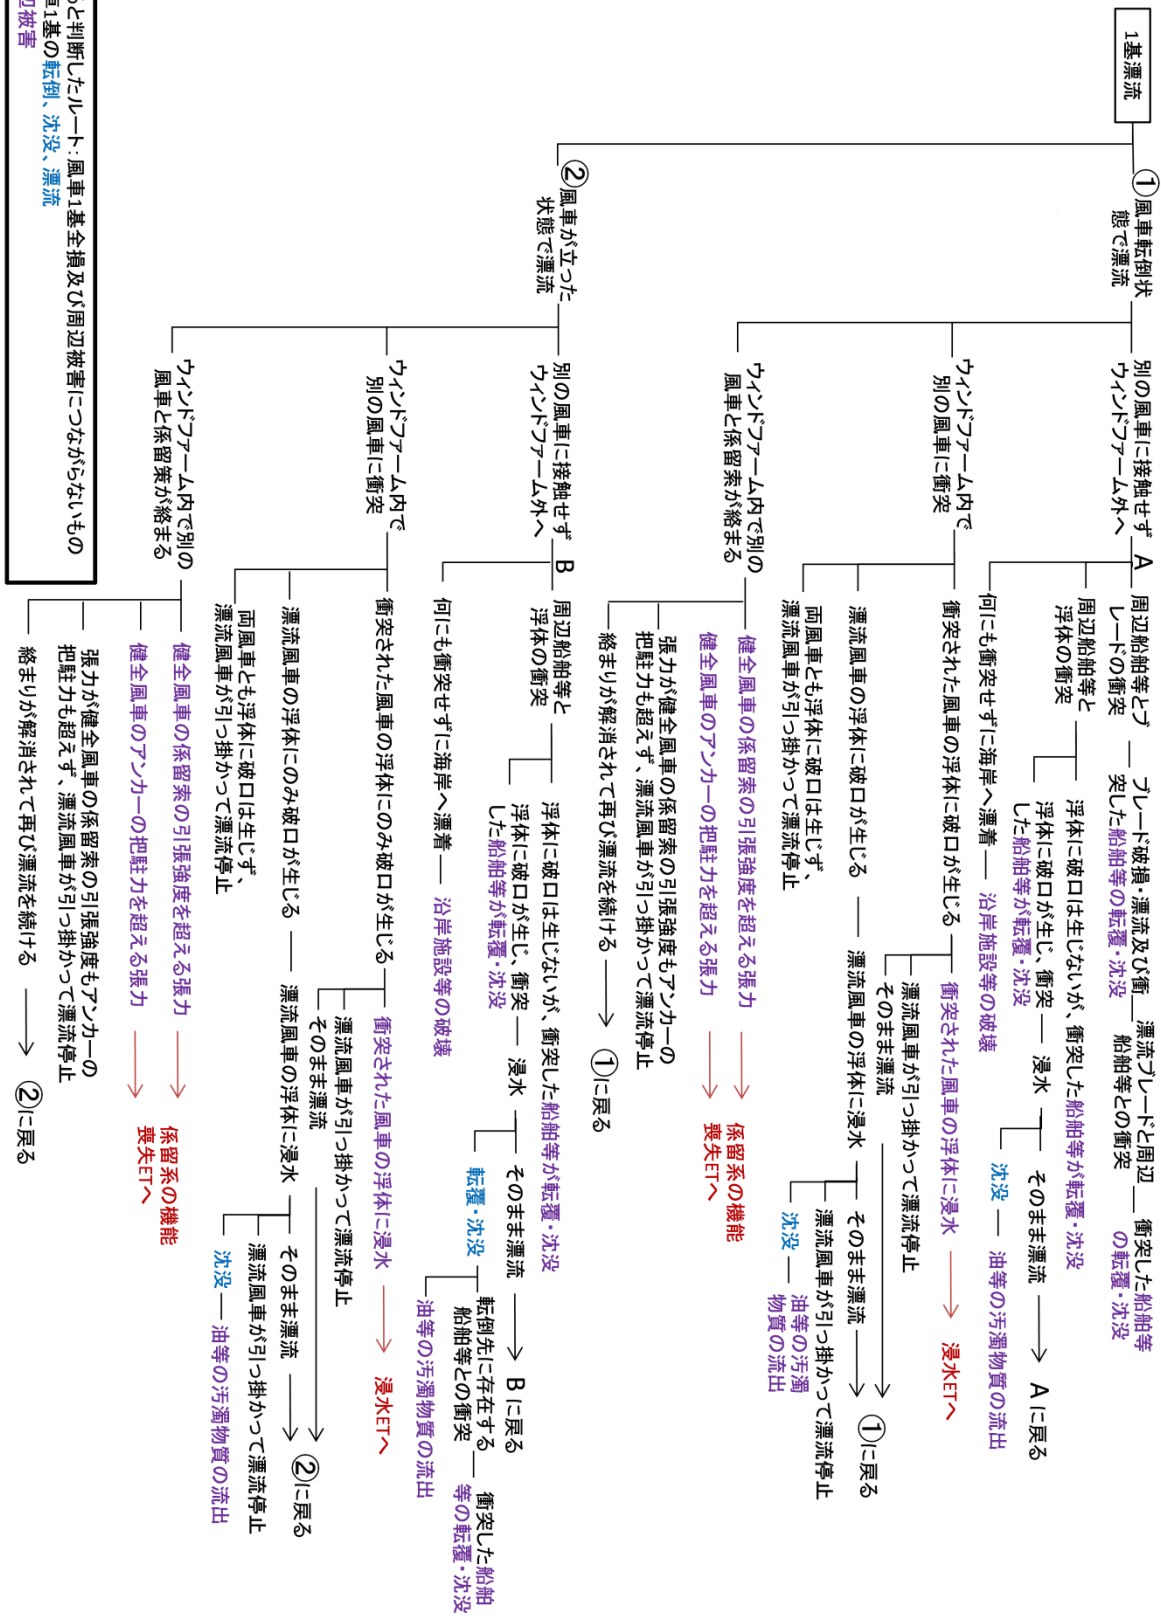 1基漂流
①風車転倒状
態で漂流
別の風車に接触せず
ウィンドファーム外へ
A
周辺船舶等とブ
レードの衝突
ブレード破損・漂流及び衝
突した船舶等の転覆・沈没
漂流ブレードと周辺
船舶等との衝突
衝突した船舶等
の転覆・沈没
周辺船舶等と
浮体の衝突
浮体に破口は生じないが、衝突した船舶等が転覆・沈没
浮体に破口が生じ、衝突
した船舶等が転覆・沈没
浸水
そのまま漂流
Aに戻る
沈没
油等の汚濁物質の流出
何にも衝突せずに海岸へ漂着
沿岸施設等の破壊
ウィンドファーム内で
別の風車に衝突
衝突された風車の浮体に破口が生じる
衝突された風車の浮体に浸水
浸水ETへ
漂流風車が引っ掛かって漂流停止
そのまま漂流
漂流風車の浮体に破口が生じる
漂流風車の浮体に浸水
そのまま漂流
①に戻る
漂流風車が引っ掛かって漂流停止
沈没
油等の汚濁
物質の流出
両風車とも浮体に破口は生じず、
漂流風車が引っ掛かって漂流停止
ウィンドファーム内で別の
風車と係留索が絡まる
健全風車の係留索の引張強度を超える張力
健全風車のアンカーの把駐力を超える張力
係留系の機能
喪失ETへ
張力が健全風車の係留索の引張強度もアンカーの
把駐力も超えず、漂流風車が引っ掛かって漂流停止
絡まりが解消されて再び漂流を続ける
①に戻る
②風車が立った
状態で漂流
別の風車に接触せず
ウィンドファーム外へ
B
周辺船舶等と
浮体の衝突
浮体に破口は生じないが、衝突した船舶等が転覆・沈没
浮体に破口が生じ、衝突
した船舶等が転覆・沈没
浸水
そのまま漂流
Bに戻る
転覆・沈没
転倒先に存在する
船舶等との衝突
衝突した船舶
等の転覆・沈没
油等の汚濁物質の流出
何にも衝突せずに海岸へ漂着
沿岸施設等の破壊
ウィンドファーム内で
別の風車に衝突
衝突された風車の浮体にのみ破口が生じる
衝突された風車の浮体に浸水
浸水ETへ
漂流風車が引っ掛かって漂流停止
そのまま漂流
漂流風車の浮体にのみ破口が生じる
漂流風車の浮体に浸水
そのまま漂流
②に戻る
漂流風車が引っ掛かって漂流停止
沈没
油等の汚濁物質の流出
両風車とも浮体に破口は生じず、
漂流風車が引っ掛かって漂流停止
ウィンドファーム内で別の
風車と係留策が絡まる
健全風車の係留索の引張強度を超える張力
健全風車のアンカーの把駐力を超える張力
係留系の機能
喪失ETへ
張力が健全風車の係留索の引張強度もアンカーの
把駐力も超えず、漂流風車が引っ掛かって漂流停止
絡まりが解消されて再び漂流を続ける
②に戻る
と判断したルート：風車1基全損及び周辺被害につながらないもの
1基の転倒、沈没、漂流
辺被害